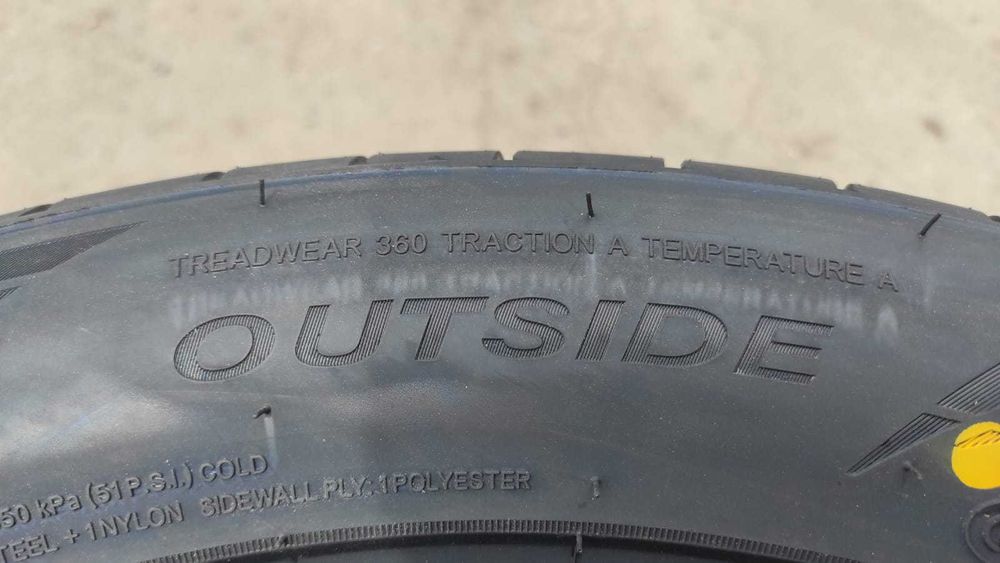 TREADWEAR 360 TRACTION A TEMPERATURE A
OUTSIDE
50 kPa (51 P.S.I.) COLD
TEEL + 1 NYLON SIDEWALL PLY: 1 POLYESTER